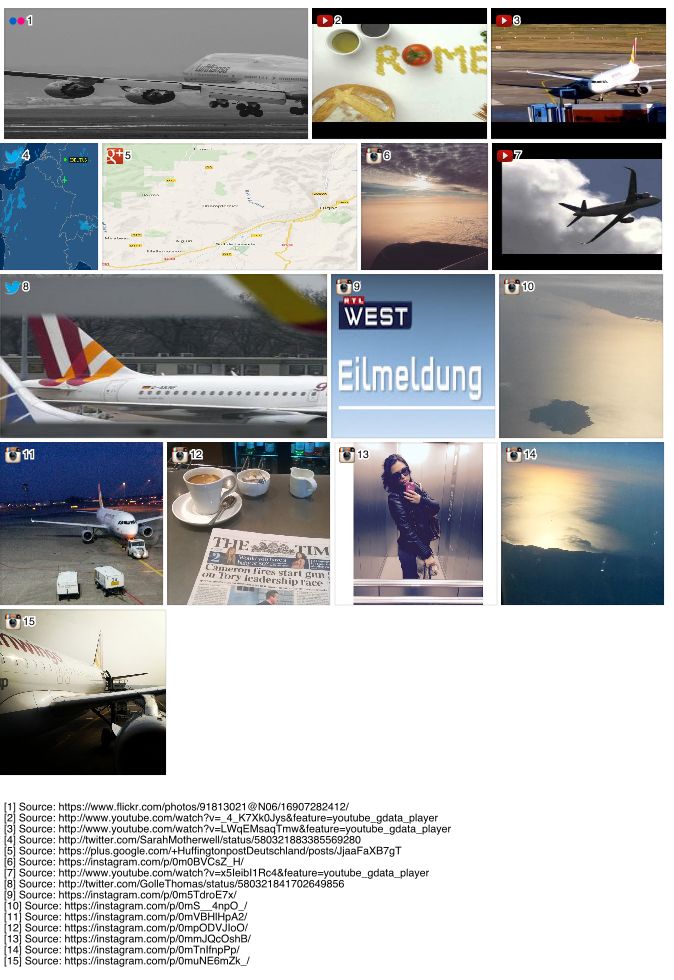 1
Lufthansa
2
ROME
3
4
5
6
7
8
D-AKNF
9
RTL
WEST
Eilmeldung
10
11
12
THE TIM
Cameron fires start gun
on Tory leadership race
13
14
15
nwings
[1] Source: https://www.flickr.com/photos/91813021@N06/16907282412/
[2] Source: http://www.youtube.com/watch?v=_4_K7Xk0Jys&feature=youtube_gdata_player
[3] Source: http://www.youtube.com/watch?v=LWqEMsaqTmw&feature=youtube_gdata_player
[4] Source: http://twitter.com/SarahMotherwell/status/580321883385569280
[5] Source: https://plus.google.com/+HuffingtonpostDeutschland/posts/JjaaFaXB7gT
[6] Source: https://instagram.com/p/0m0BVCsZ_H/
[7] Source: http://www.youtube.com/watch?v=x5IeibI1Rc4&feature=youtube_gdata_player
[8] Source: http://twitter.com/GolleThomas/status/580321841702649856
[9] Source: https://instagram.com/p/0m5TdroE7x/
[10] Source: https://instagram.com/p/0mS__4npO_/
[11] Source: https://instagram.com/p/0mVBHlHpA2/
[12] Source: https://instagram.com/p/0mpODVJIoO/
[13] Source: https://instagram.com/p/0mmJQcOshB/
[14] Source: https://instagram.com/p/0mTnIfnpPp/
[15] Source: https://instagram.com/p/0muNE6mZk_/